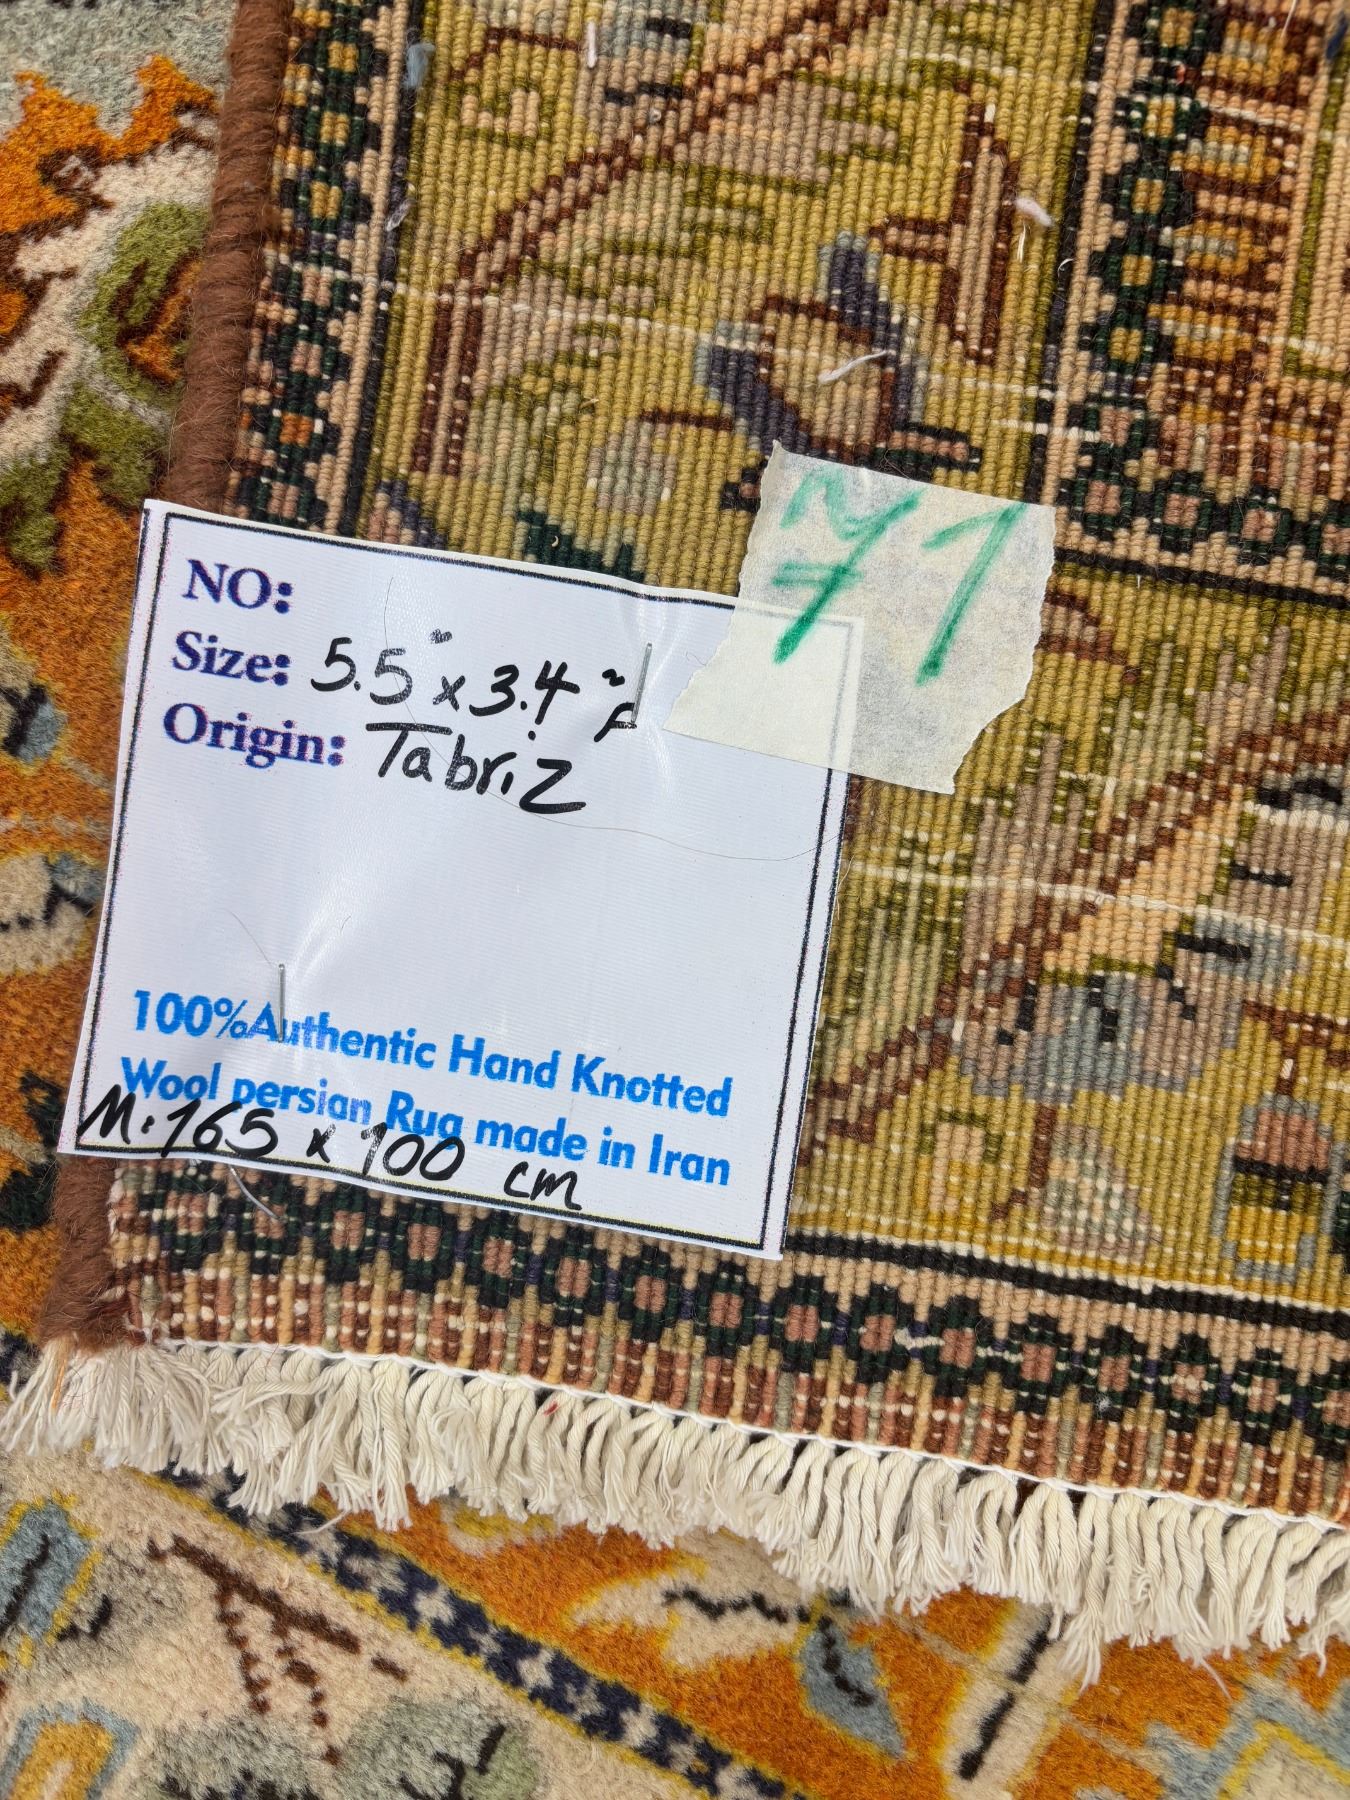 71
NO:
Size: 5.5" x 3.4" F
Origin: Tabriz
100%Authentic Hand Knotted
Wool persian Rug made in Iran
M. 165 x 100 cm